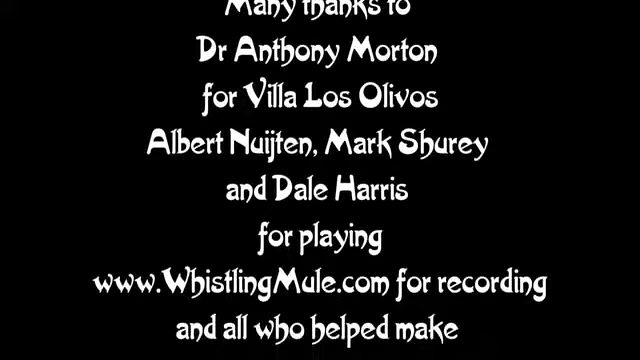 Many thanks to
Dr Anthony Morton
for Villa Los Olivos
Albert Nuijten, Mark Shurey
and Dale Harris
for playing
www.WhistlingMule.com for recording
and all who helped make